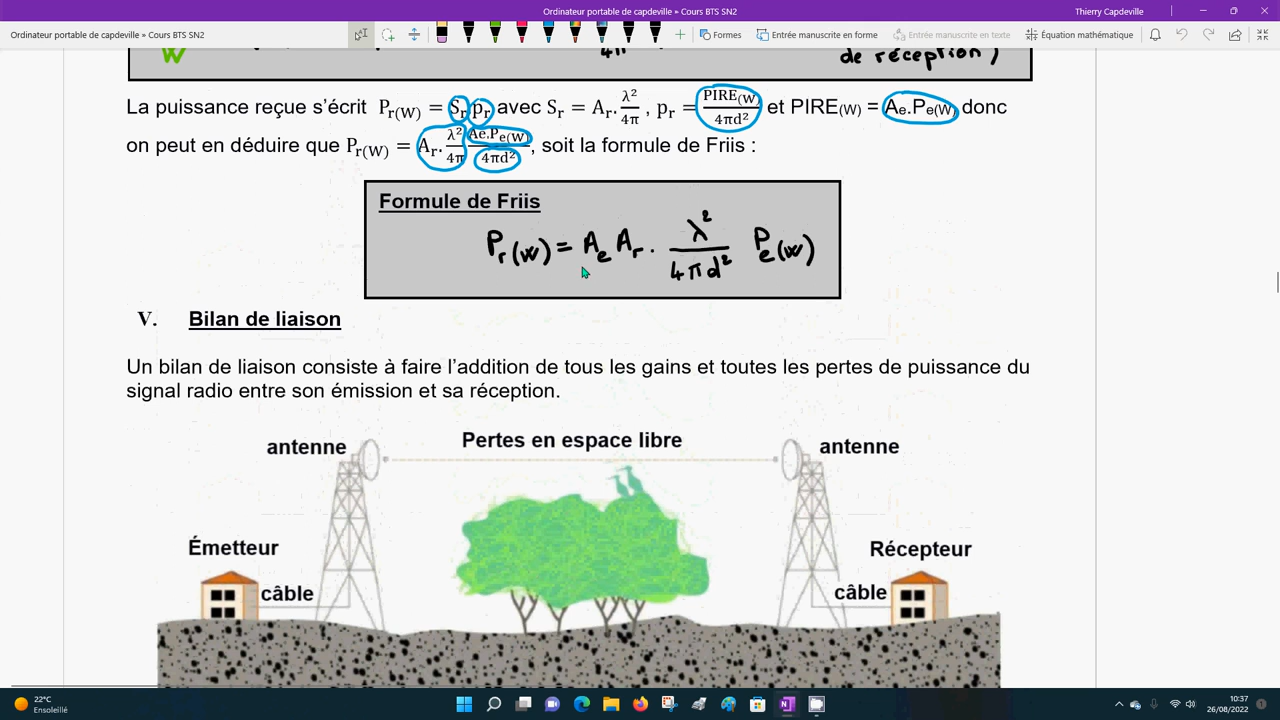 Ordinateur portable de capdeville » Cours BTS SN2
Thierry Capdeville
Ordinateur portable de capdeville » Cours BTS SN2
Formes
Entrée manuscrite en forme
Entrée manuscrite en texte
Équation mathématique
W
4π
de réception)
La puissance reçue s'écrit Pr(W) = Sr pr avec Sr = Ar. λ²/4π , pr = PIRE(W)/4πd² et PIRE(W) = Ae.Pe(W) donc
on peut en déduire que Pr(W) = Ar. λ²/4π Ae.Pe(W)/4πd², soit la formule de Friis :
Formule de Friis
Pr(W) = Ae Ar . λ²/4πd² Pe(W)
V. Bilan de liaison
Un bilan de liaison consiste à faire l'addition de tous les gains et toutes les pertes de puissance du
signal radio entre son émission et sa réception.
antenne
Pertes en espace libre
antenne
Émetteur
Récepteur
câble
câble
22°C
Ensoleillé
10:37
26/08/2022